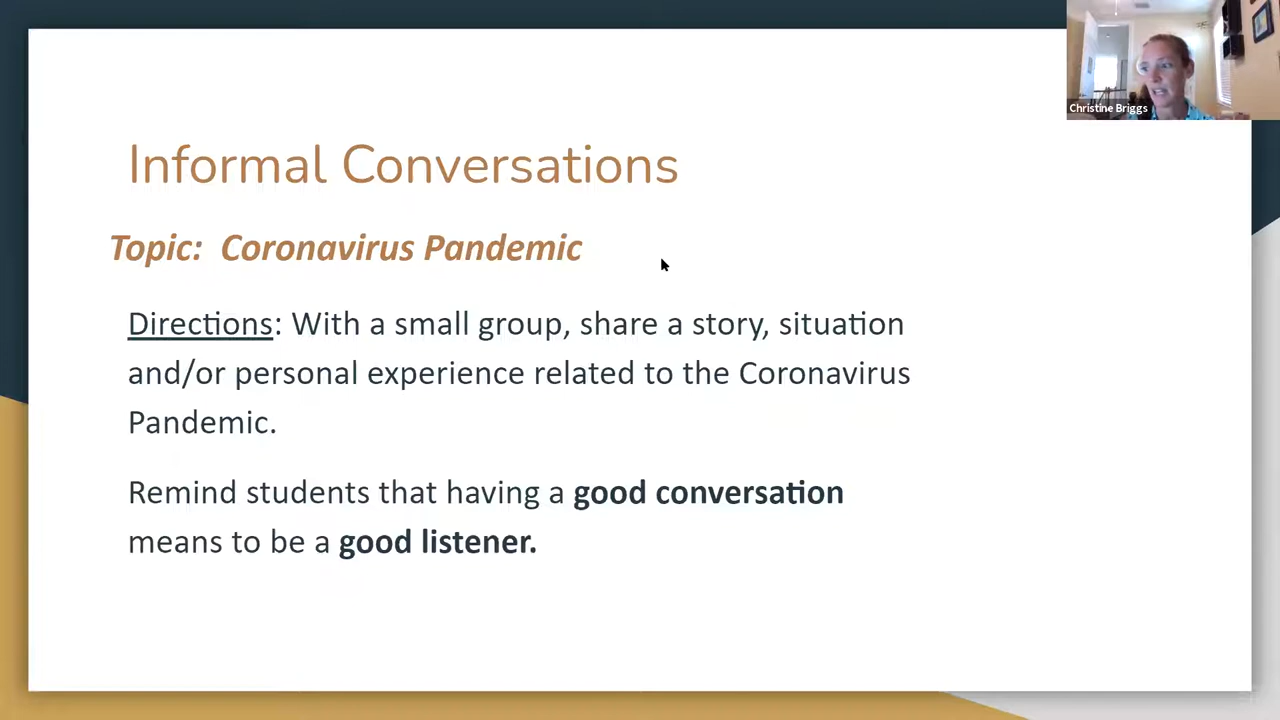 Christine Briggs
Informal Conversations
Topic: Coronavirus Pandemic
Directions: With a small group, share a story, situation
and/or personal experience related to the Coronavirus
Pandemic.
Remind students that having a good conversation
means to be a good listener.